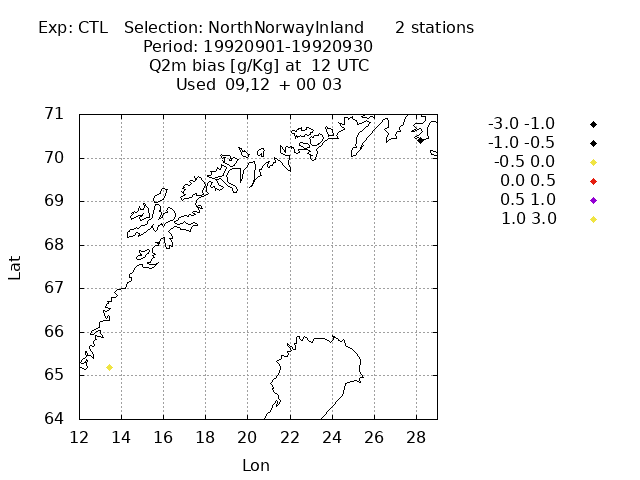 Exp: CTL   Selection: NorthNorwayInland      2 stations
Period: 19920901-19920930
Q2m bias [g/Kg] at  12 UTC
Used  09,12  + 00 03
-3.0 -1.0
-1.0 -0.5
-0.5 0.0
0.0 0.5
0.5 1.0
1.0 3.0
71
70
69
68
67
66
65
64
Lat
12 14 16 18 20 22 24 26 28
Lon